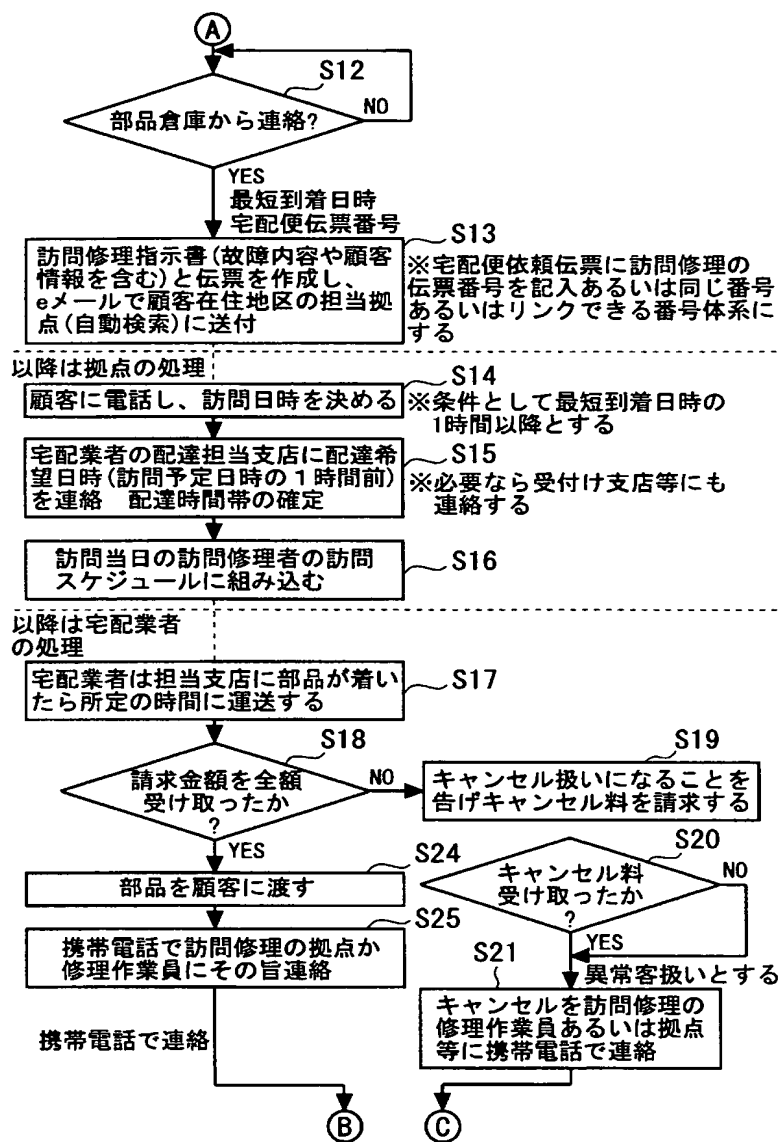 A
S12
部品倉庫から連絡?
NO
YES
最短到着日時
宅配便伝票番号
S13
訪問修理指示書(故障内容や顧客
情報を含む)と伝票を作成し、
eメールで顧客在住地区の担当拠
点(自動検索)に送付
※宅配便依頼伝票に訪問修理の
伝票番号を記入あるいは同じ番号
あるいはリンクできる番号体系に
する
以降は拠点の処理
S14
顧客に電話し、訪問日時を決める
※条件として最短到着日時の
1時間以降とする
S15
宅配業者の配達担当支店に配達希
望日時(訪問予定日時の1時間前)
を連絡 配達時間帯の確定
※必要なら受付け支店等にも
連絡する
S16
訪問当日の訪問修理者の訪問
スケジュールに組み込む
以降は宅配業者
の処理
S17
宅配業者は担当支店に部品が着い
たら所定の時間に運送する
S18
請求金額を全額
受け取ったか
?
NO
YES
S19
キャンセル扱いになることを
告げキャンセル料を請求する
S20
キャンセル料
受け取ったか
?
NO
YES
S24
部品を顧客に渡す
S25
携帯電話で訪問修理の拠点か
修理作業員にその旨連絡
S21
異常客扱いとする
キャンセルを訪問修理の
修理作業員あるいは拠点
等に携帯電話で連絡
携帯電話で連絡
B
C